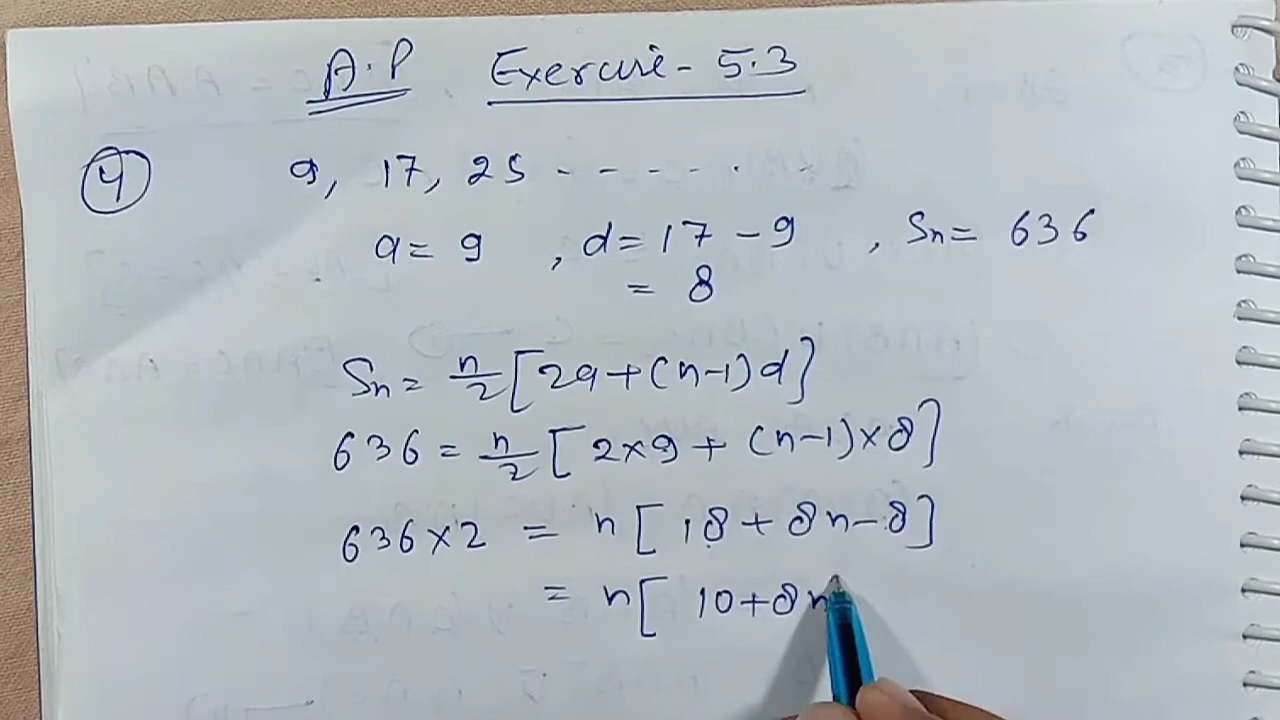 A.P Exercise - 5.3
4 9, 17, 25 - - - - - .
a = 9 , d = 17 - 9 , Sn = 636
= 8
Sn = n/2 [2a + (n-1) d]
636 = n/2 [2×9 + (n-1)×8]
636×2 = n [18 + 8n - 8]
= n [10 + 8n